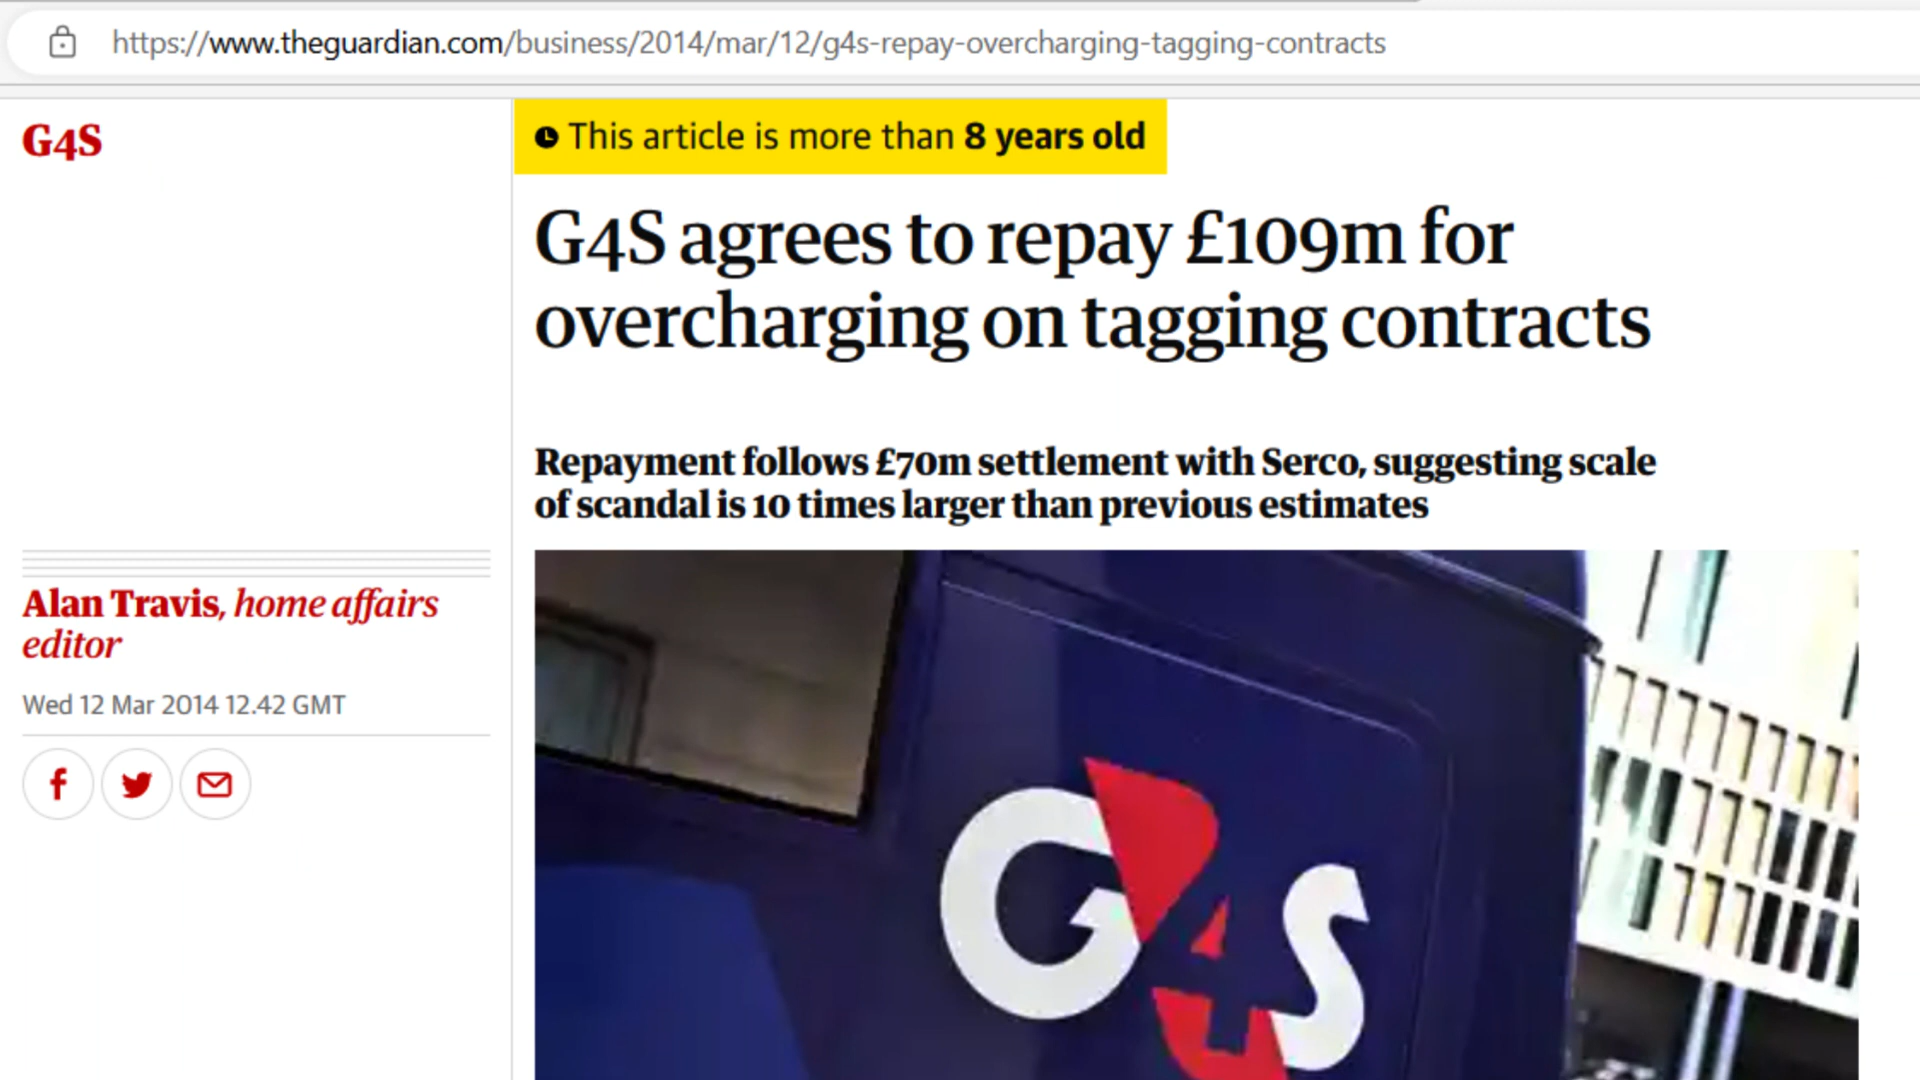 https://www.theguardian.com/business/2014/mar/12/g4s-repay-overcharging-tagging-contracts
G4S
This article is more than 8 years old
G4S agrees to repay £109m for
overcharging on tagging contracts
Repayment follows £70m settlement with Serco, suggesting scale
of scandal is 10 times larger than previous estimates
Alan Travis, home affairs
editor
Wed 12 Mar 2014 12.42 GMT
G4S